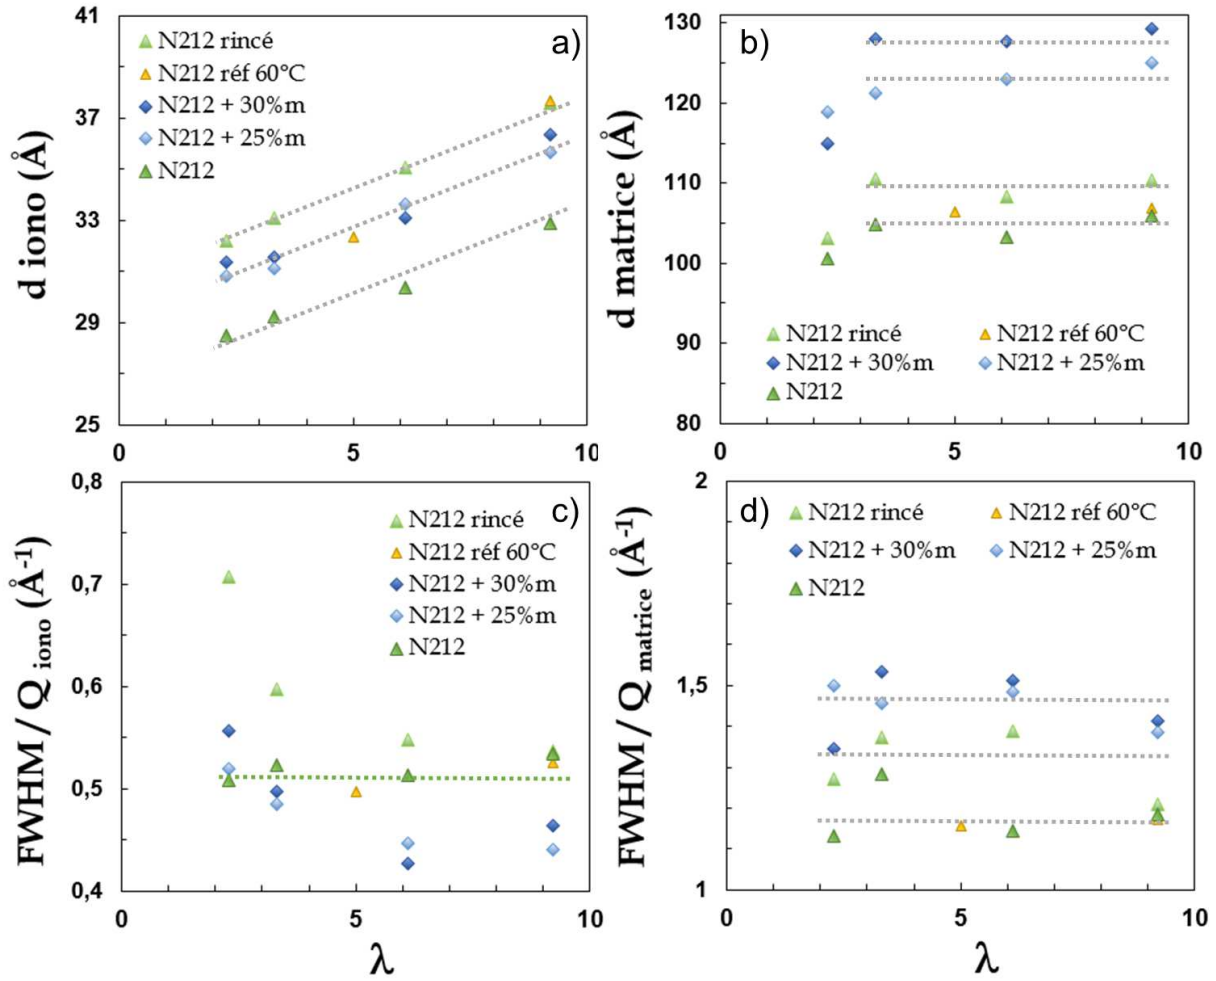 a)
d iono (Å)
41
37
33
29
25
0
5
10
N212 rincé
N212 réf 60°C
N212 + 30%m
N212 + 25%m
N212
b)
d matrice (Å)
130
120
110
100
90
80
0
5
10
N212 rincé
N212 réf 60°C
N212 + 30%m
N212 + 25%m
N212
c)
FWHM / Q iono (Å-1)
0,8
0,7
0,6
0,5
0,4
0
5
10
λ
N212 rincé
N212 réf 60°C
N212 + 30%m
N212 + 25%m
N212
d)
FWHM / Q matrice (Å-1)
2
1,5
1
0
5
10
λ
N212 rincé
N212 réf 60°C
N212 + 30%m
N212 + 25%m
N212